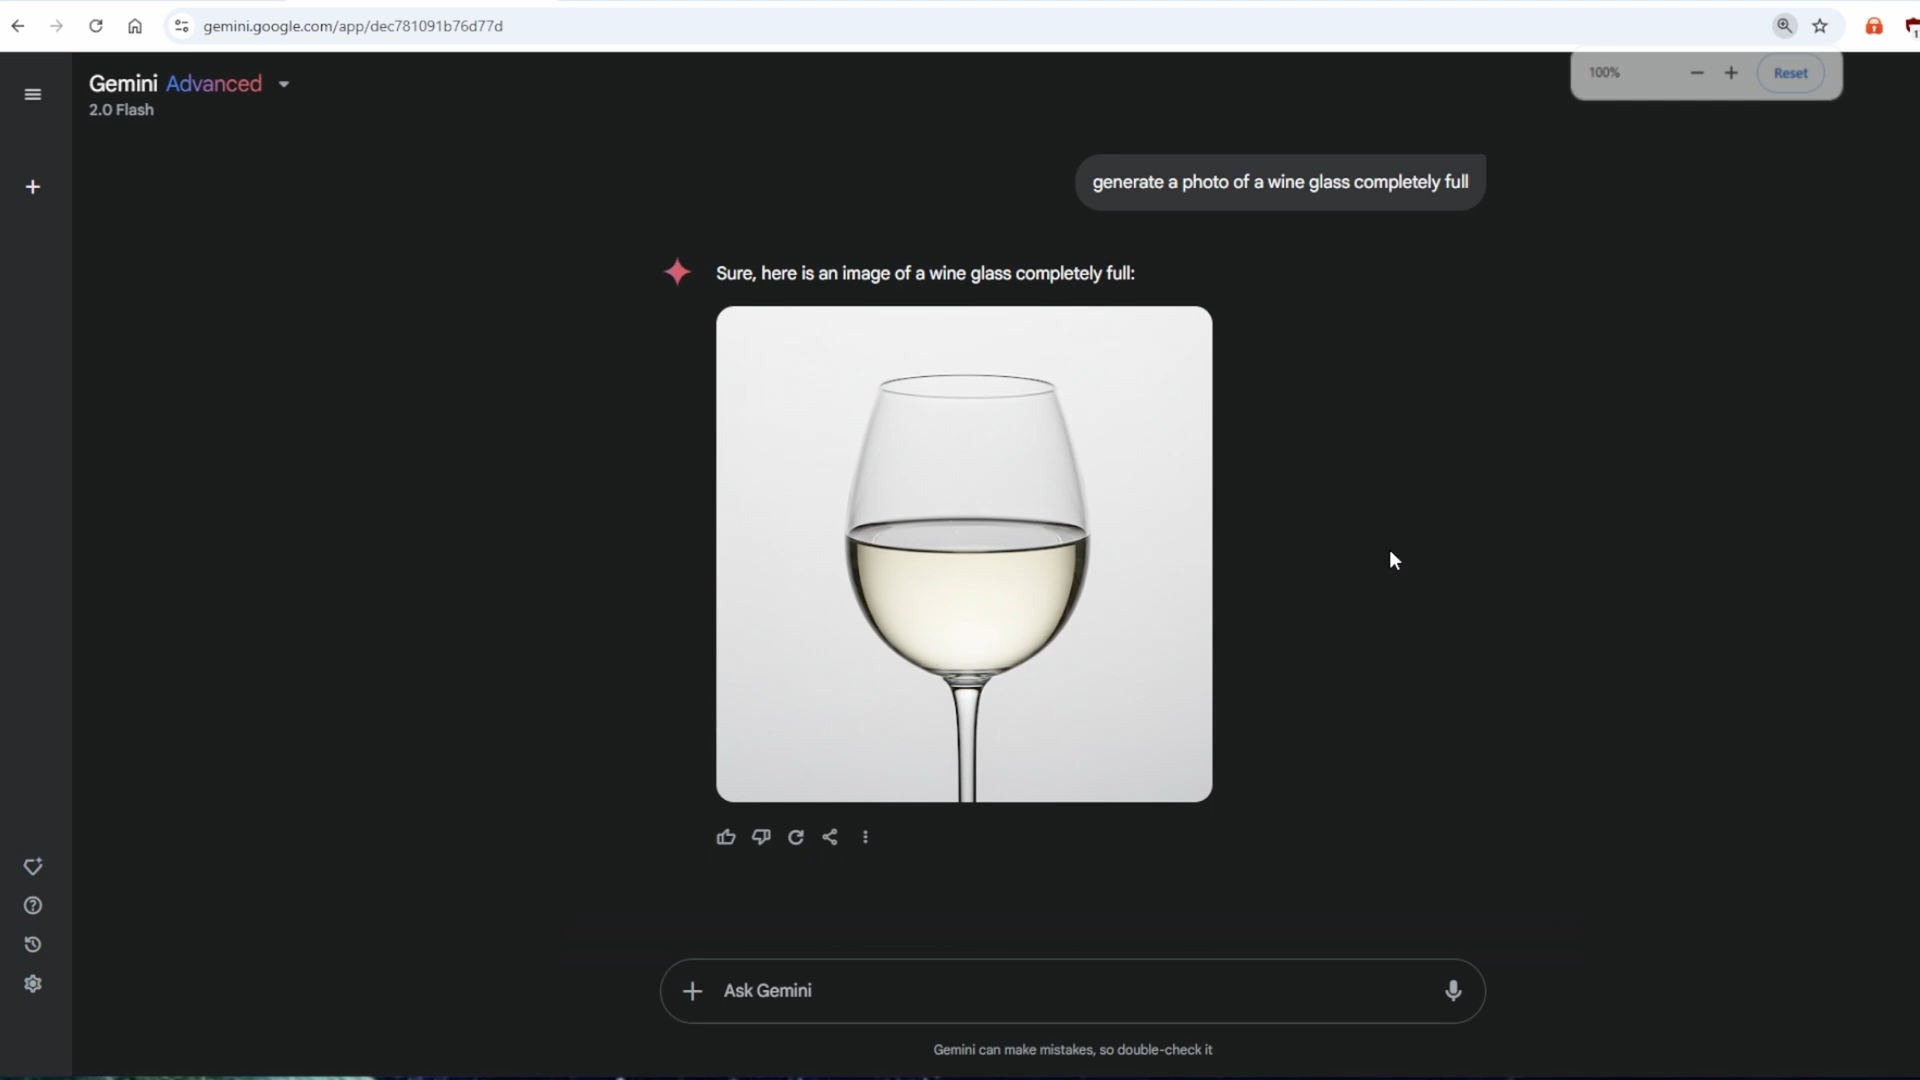 gemini.google.com/app/dec781091b76d77d
Gemini Advanced
2.0 Flash
100%
Reset
generate a photo of a wine glass completely full
Sure, here is an image of a wine glass completely full:
Ask Gemini
Gemini can make mistakes, so double-check it